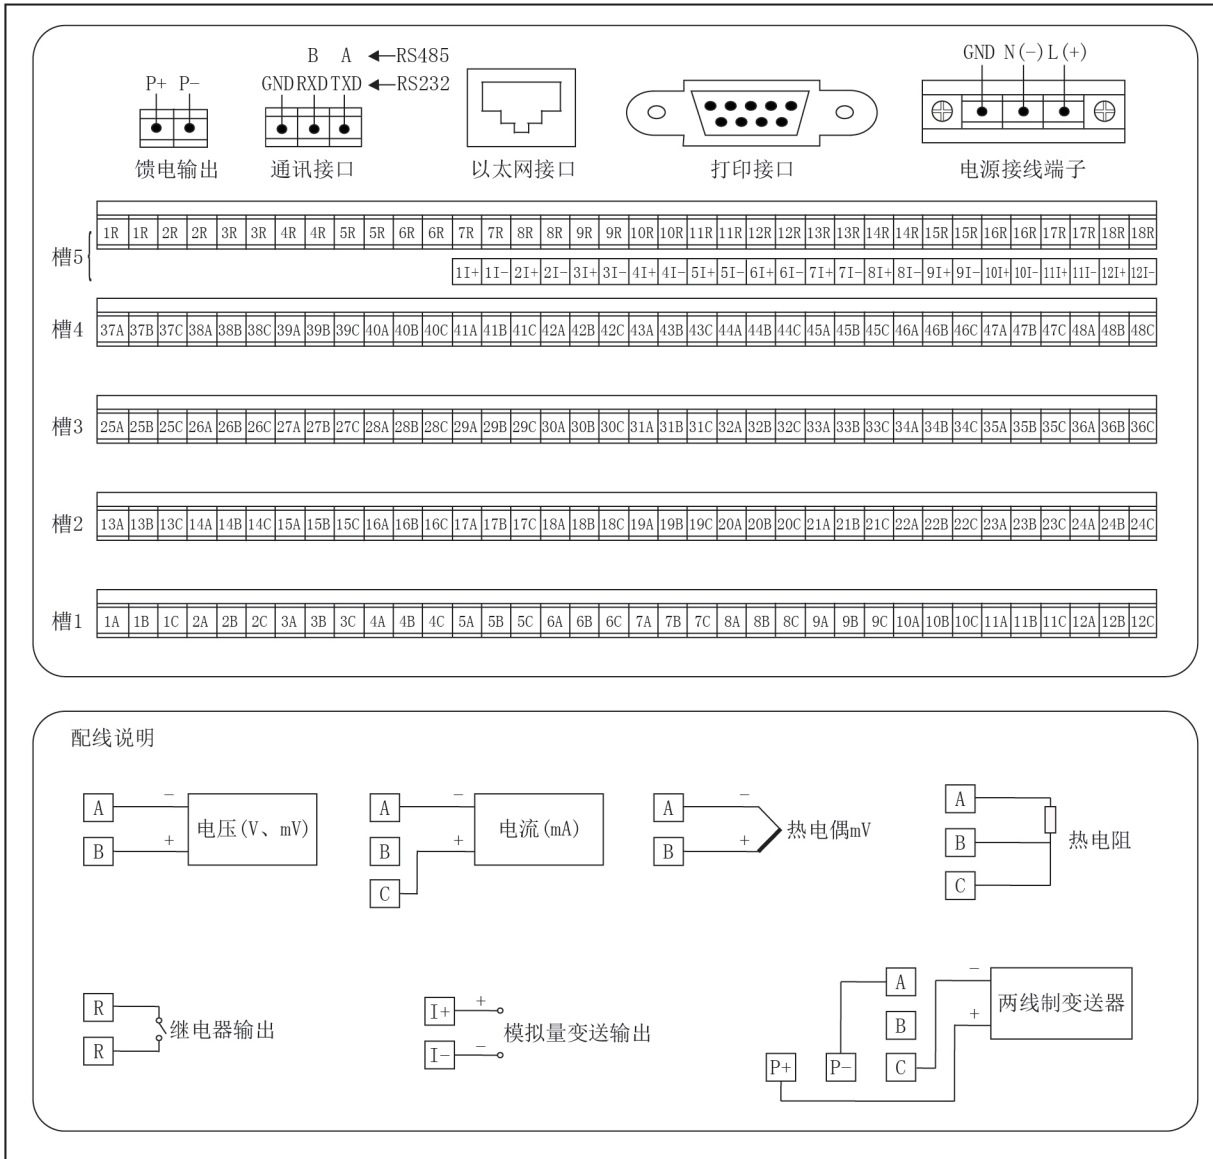 B A ←RS485
GND RXD TXD ←RS232
P+ P-
GND N(-) L(+)
馈电输出 通讯接口 以太网接口 打印接口 电源接线端子
槽5
1R 1R 2R 2R 3R 3R 4R 4R 5R 5R 6R 6R 7R 7R 8R 8R 9R 9R 10R 10R 11R 11R 12R 12R 13R 13R 14R 14R 15R 15R 16R 16R 17R 17R 18R 18R
1I+ 1I- 2I+ 2I- 3I+ 3I- 4I+ 4I- 5I+ 5I- 6I+ 6I- 7I+ 7I- 8I+ 8I- 9I+ 9I- 10I+ 10I- 11I+ 11I- 12I+ 12I-
槽4 37A 37B 37C 38A 38B 38C 39A 39B 39C 40A 40B 40C 41A 41B 41C 42A 42B 42C 43A 43B 43C 44A 44B 44C 45A 45B 45C 46A 46B 46C 47A 47B 47C 48A 48B 48C
槽3 25A 25B 25C 26A 26B 26C 27A 27B 27C 28A 28B 28C 29A 29B 29C 30A 30B 30C 31A 31B 31C 32A 32B 32C 33A 33B 33C 34A 34B 34C 35A 35B 35C 36A 36B 36C
槽2 13A 13B 13C 14A 14B 14C 15A 15B 15C 16A 16B 16C 17A 17B 17C 18A 18B 18C 19A 19B 19C 20A 20B 20C 21A 21B 21C 22A 22B 22C 23A 23B 23C 24A 24B 24C
槽1 1A 1B 1C 2A 2B 2C 3A 3B 3C 4A 4B 4C 5A 5B 5C 6A 6B 6C 7A 7B 7C 8A 8B 8C 9A 9B 9C 10A 10B 10C 11A 11B 11C 12A 12B 12C
配线说明
A -
B +
电压(V、mV)
A -
B +
C
电流(mA)
A -
B +
热电偶mV
A
B
C
热电阻
R
R
继电器输出
I+ +
I- -
模拟量变送输出
A -
B +
C
P+ P-
两线制变送器